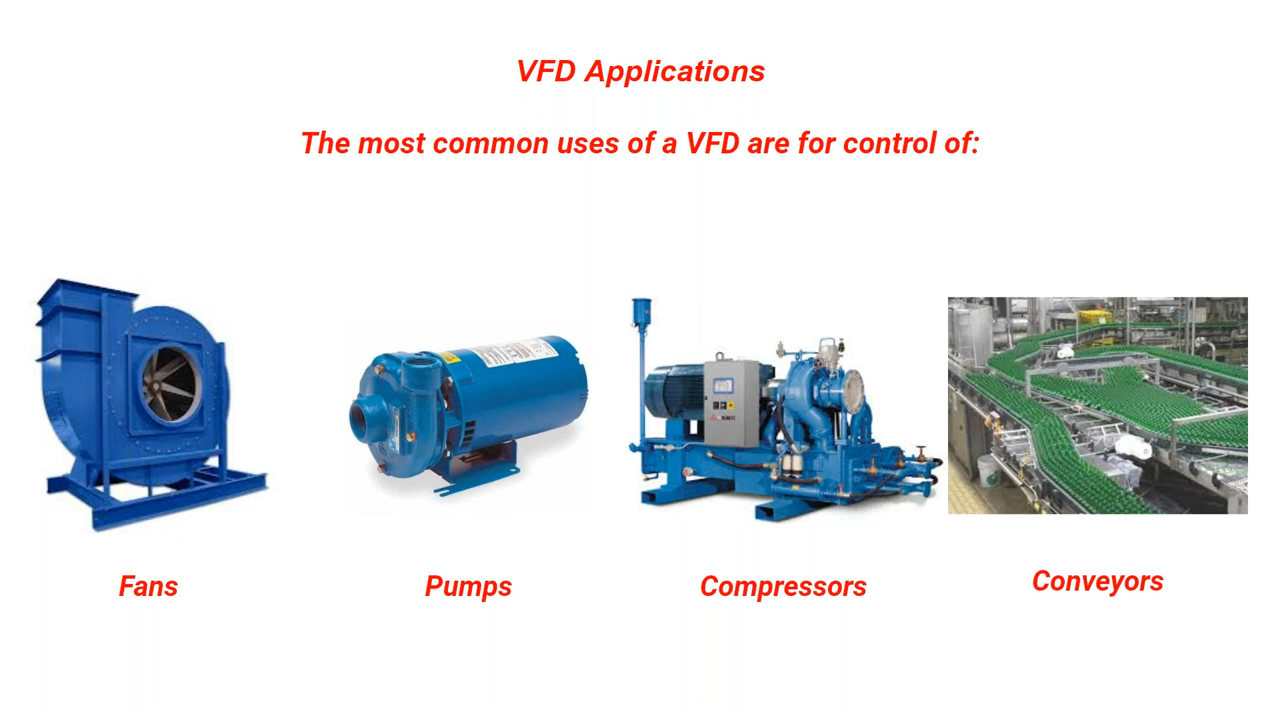 VFD Applications
The most common uses of a VFD are for control of:
Fans
Pumps
Compressors
Conveyors